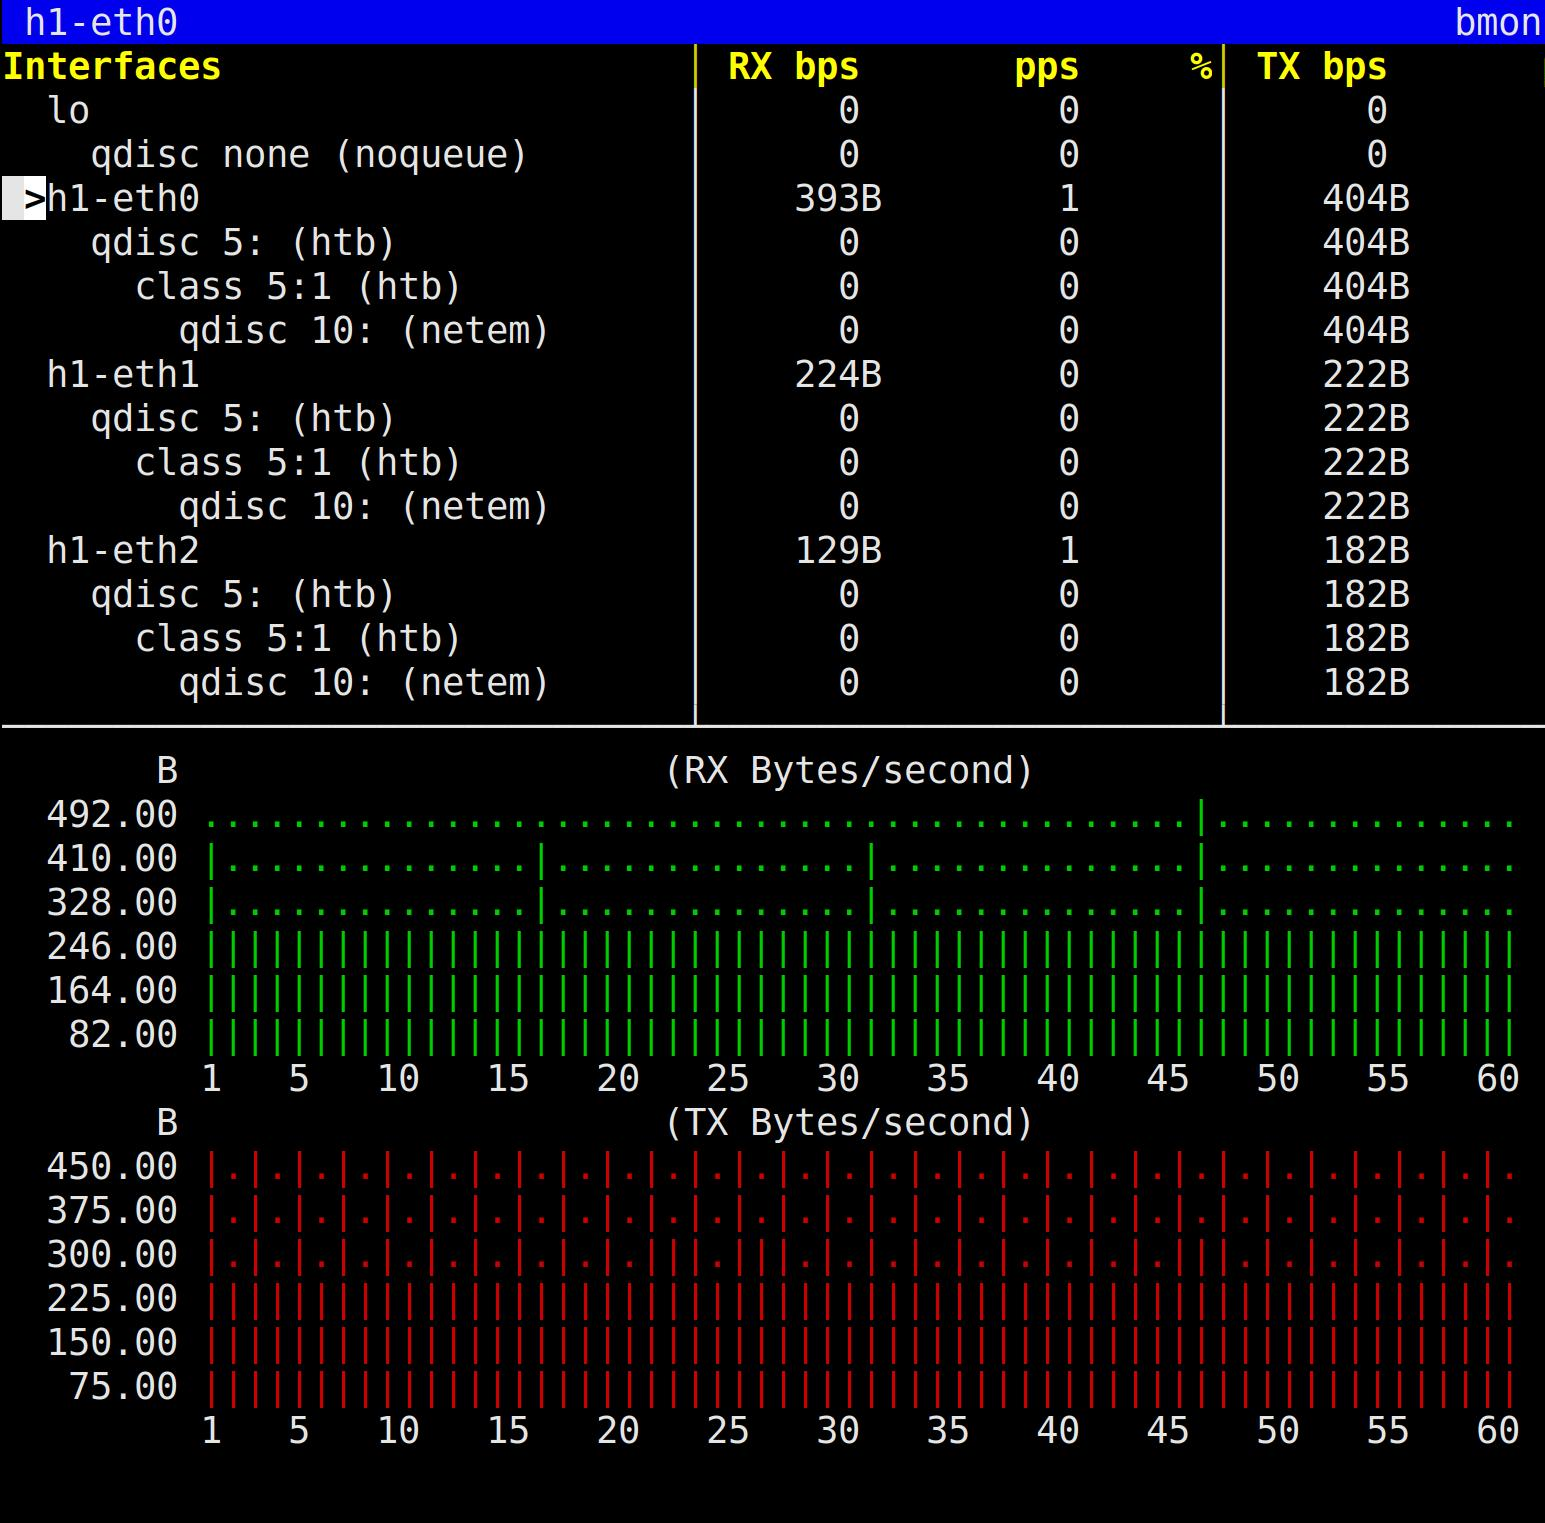 h1-eth0 bmon
Interfaces RX bps pps % TX bps
lo 0 0 0
qdisc none (noqueue) 0 0 0
>h1-eth0 393B 1 404B
qdisc 5: (htb) 0 0 404B
class 5:1 (htb) 0 0 404B
qdisc 10: (netem) 0 0 404B
h1-eth1 224B 0 222B
qdisc 5: (htb) 0 0 222B
class 5:1 (htb) 0 0 222B
qdisc 10: (netem) 0 0 222B
h1-eth2 129B 1 182B
qdisc 5: (htb) 0 0 182B
class 5:1 (htb) 0 0 182B
qdisc 10: (netem) 0 0 182B
B (RX Bytes/second)
492.00
410.00
328.00
246.00
164.00
82.00
1 5 10 15 20 25 30 35 40 45 50 55 60
B (TX Bytes/second)
450.00
375.00
300.00
225.00
150.00
75.00
1 5 10 15 20 25 30 35 40 45 50 55 60